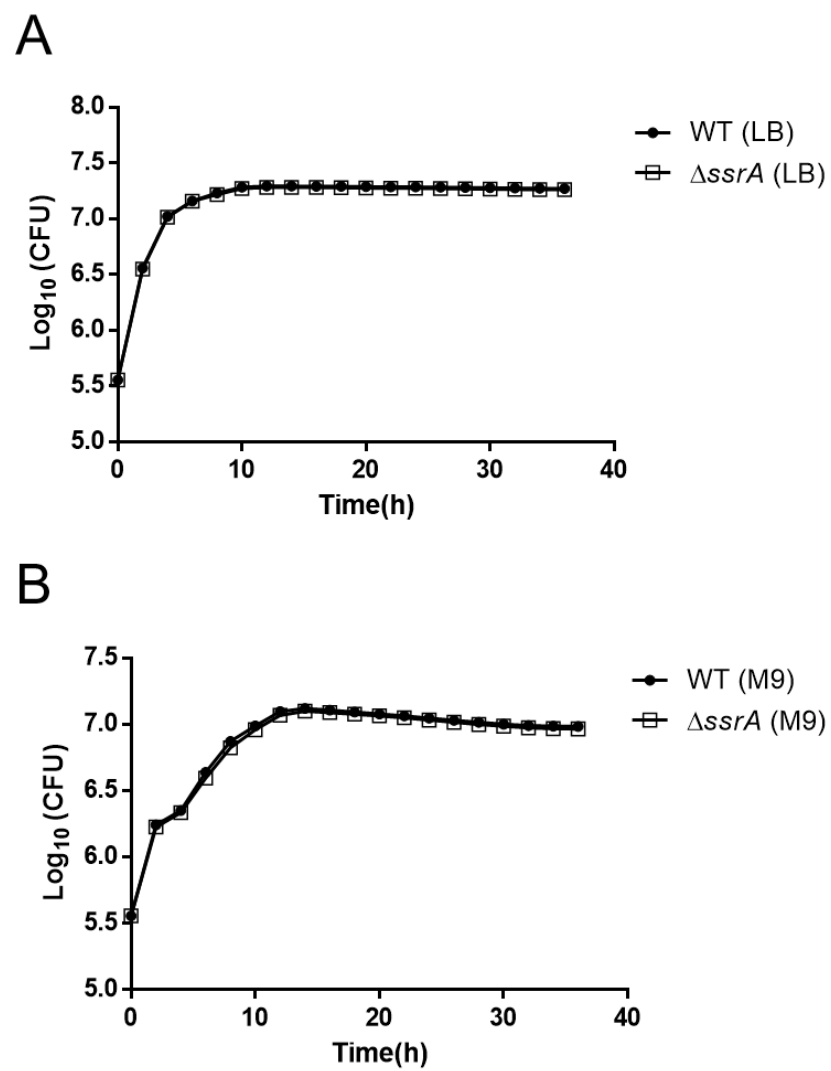 A
8.0
7.5
7.0
6.5
6.0
5.5
5.0
Log10 (CFU)
0 10 20 30 40
Time(h)
WT (LB)
ΔssrA (LB)
B
7.5
7.0
6.5
6.0
5.5
5.0
Log10 (CFU)
0 10 20 30 40
Time(h)
WT (M9)
ΔssrA (M9)